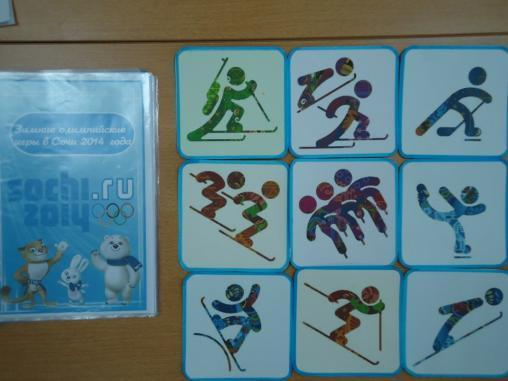 Зимние олимпийские
игры в Сочи 2014 года
sochi.ru
2014